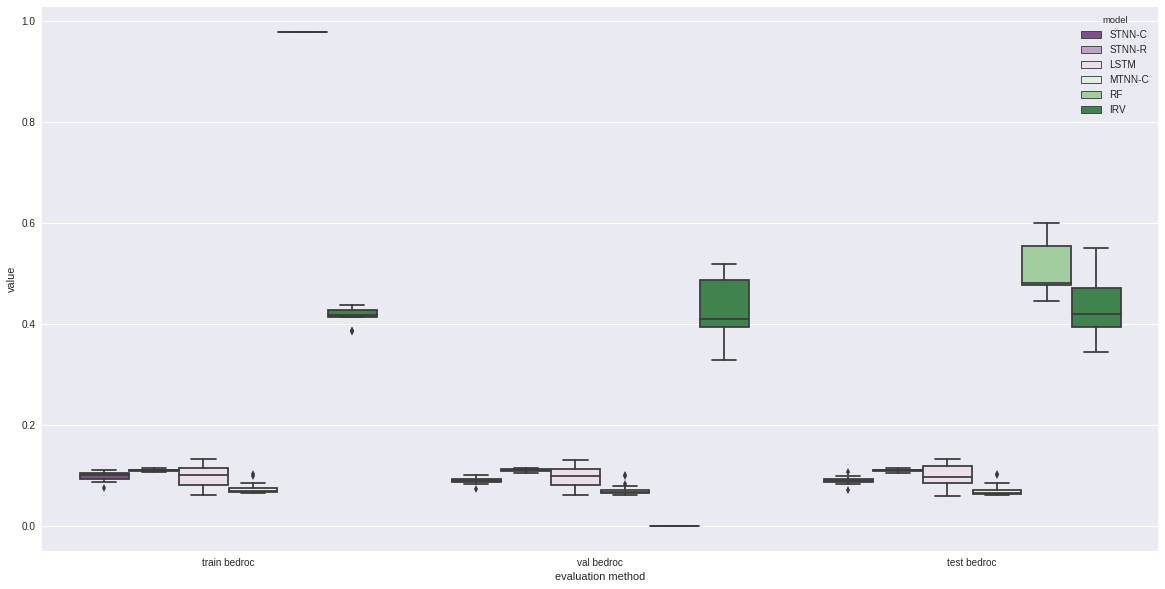 model
STNN-C
STNN-R
LSTM
MTNN-C
RF
IRV
1.0
0.8
0.6
0.4
0.2
0.0
value
train bedroc
val bedroc
test bedroc
evaluation method